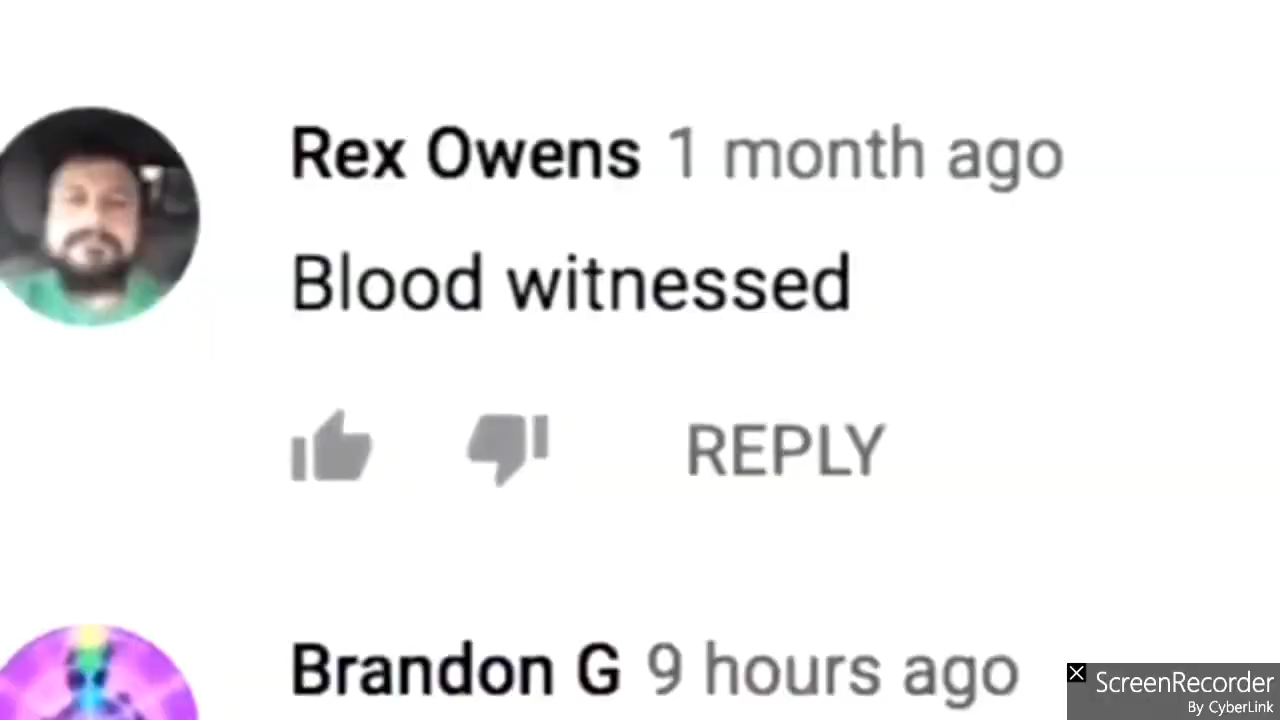 Rex Owens 1 month ago
Blood witnessed
REPLY
Brandon G 9 hours ago
ScreenRecorder
By CyberLink